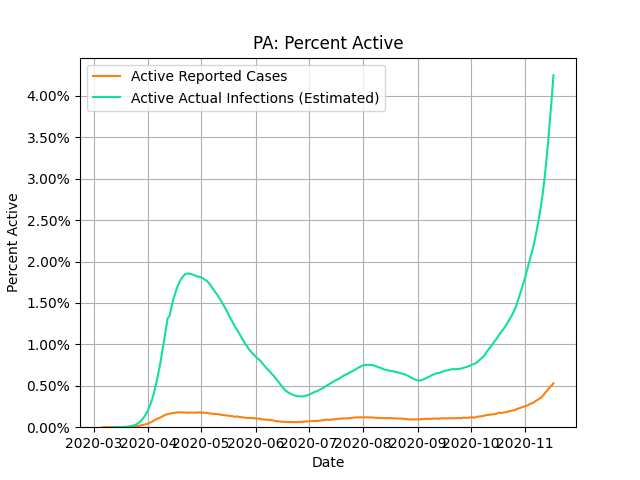 PA: Percent Active
Active Reported Cases
Active Actual Infections (Estimated)
Percent Active
4.00%
3.50%
3.00%
2.50%
2.00%
1.50%
1.00%
0.50%
0.00%
2020-03 2020-04 2020-05 2020-06 2020-07 2020-08 2020-09 2020-10 2020-11
Date